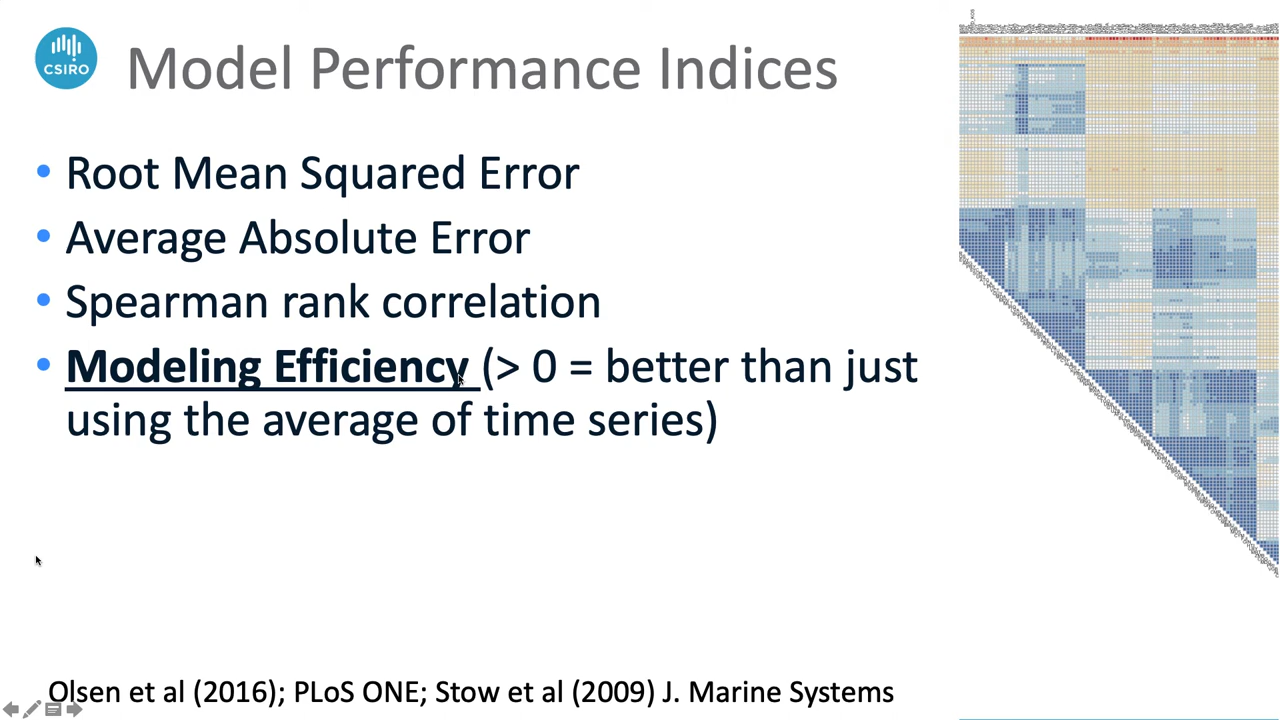 CSIRO
Model Performance Indices
• Root Mean Squared Error
• Average Absolute Error
• Spearman rank correlation
• Modeling Efficiency (> 0 = better than just
using the average of time series)
Olsen et al (2016); PLoS ONE; Stow et al (2009) J. Marine Systems